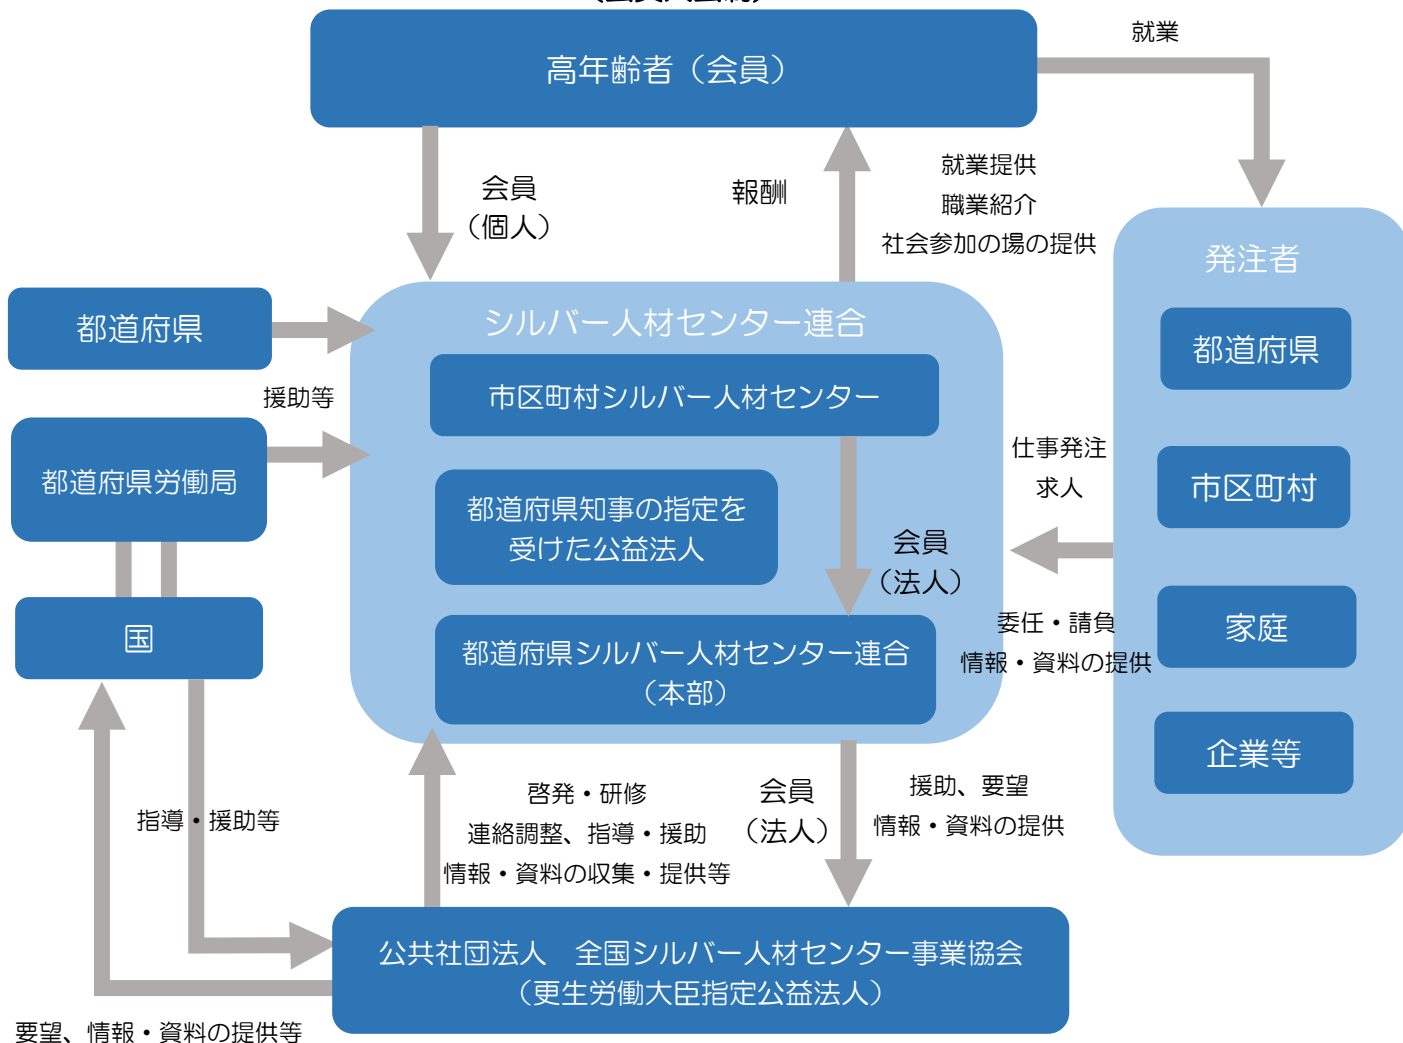 高年齢者（会員）
就業
会員
（個人）
報酬
就業提供
職業紹介
社会参加の場の提供
発注者
都道府県
市区町村
家庭
企業等
都道府県
援助等
都道府県労働局
国
シルバー人材センター連合
市区町村シルバー人材センター
都道府県知事の指定を
受けた公益法人
会員
（法人）
都道府県シルバー人材センター連合
（本部）
仕事発注
求人
委任・請負
情報・資料の提供
指導・援助等
啓発・研修
連絡調整、指導・援助
情報・資料の収集・提供等
会員
（法人）
援助、要望
情報・資料の提供
公共社団法人　全国シルバー人材センター事業協会
（更生労働大臣指定公益法人）
要望、情報・資料の提供等